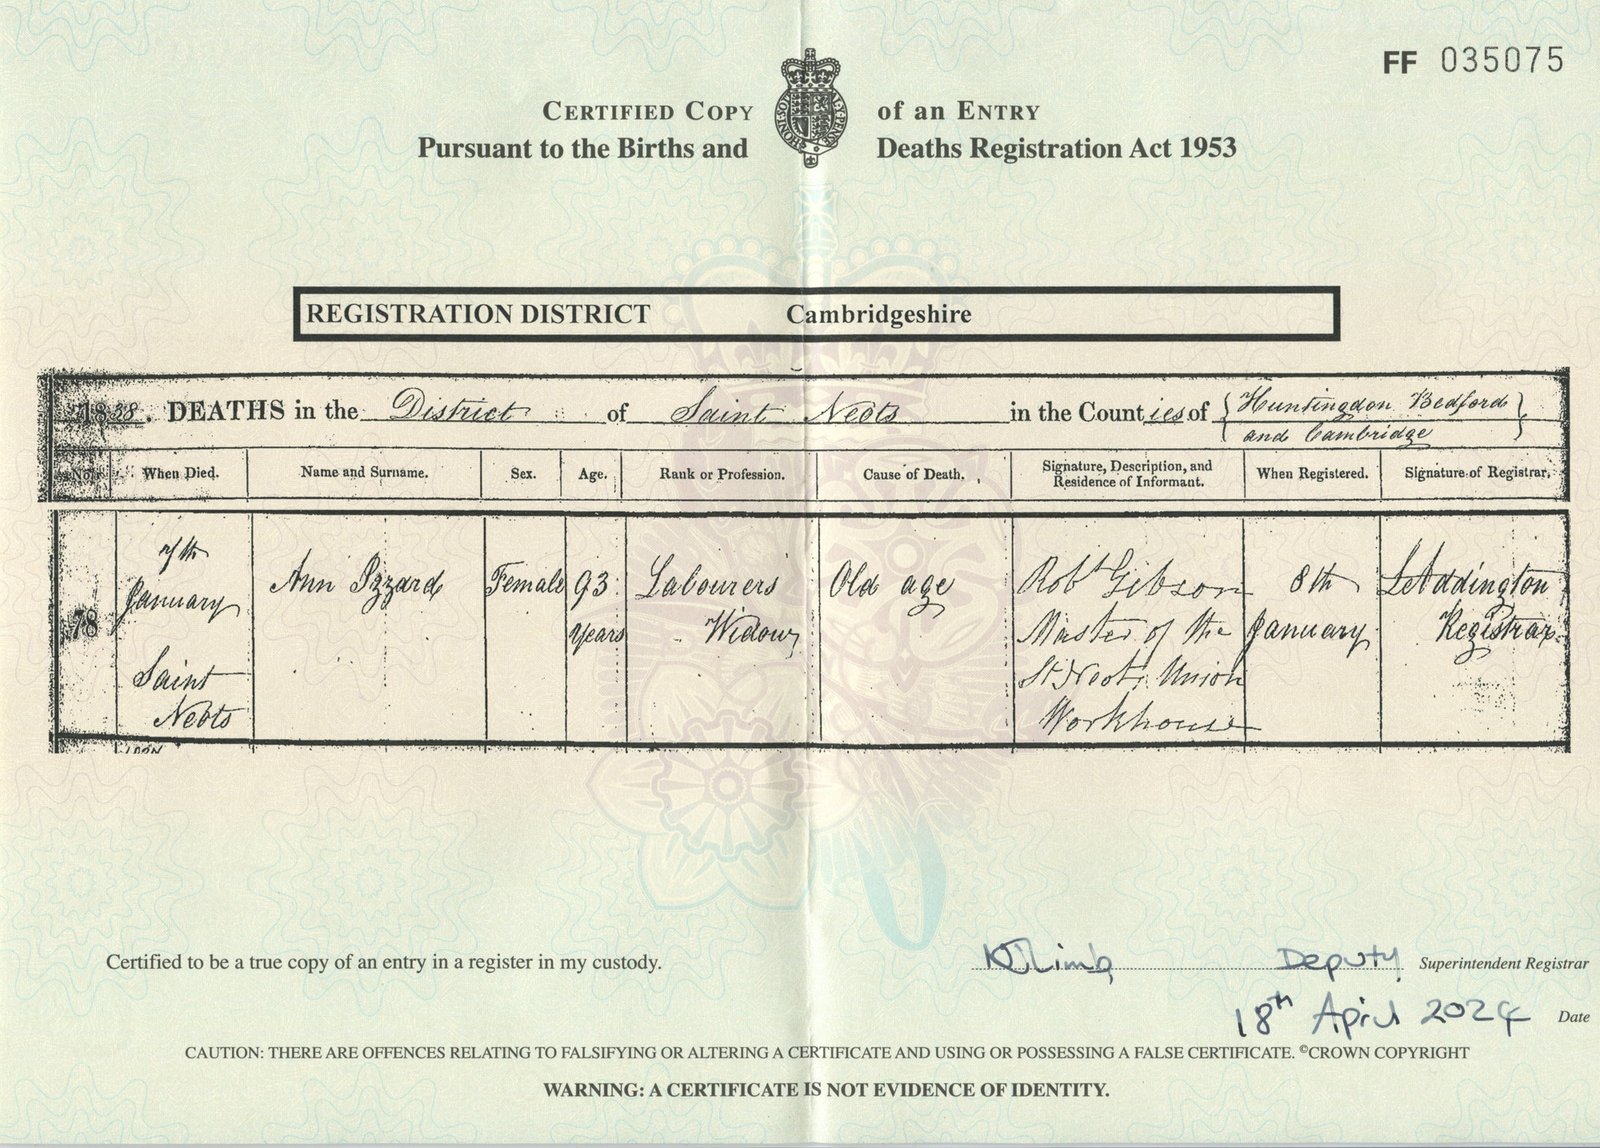 FF 035075
CERTIFIED COPY of an ENTRY
Pursuant to the Births and Deaths Registration Act 1953
HONI SOIT MAL Y PENSE
REGISTRATION DISTRICT Cambridgeshire
1838. DEATHS in the District of Saint Neots in the Counties of { Huntingdon Bedford }
{ and Cambridge }
No. When Died. Name and Surname. Sex. Age. Rank or Profession. Cause of Death. Signature, Description, and When Registered. Signature of Registrar.
Residence of Informant.
7th
January
Saint
Neots
78
Ann Izzard
Female
93
years
Labourers
Widow
Old age
Robt Gibson
Master of the
St Neots Union
Workhouse
8th
January
Addington
Registrar
Certified to be a true copy of an entry in a register in my custody.
Deputy Superintendent Registrar
18th April 2024 Date
CAUTION: THERE ARE OFFENCES RELATING TO FALSIFYING OR ALTERING A CERTIFICATE AND USING OR POSSESSING A FALSE CERTIFICATE. ©CROWN COPYRIGHT
WARNING: A CERTIFICATE IS NOT EVIDENCE OF IDENTITY.